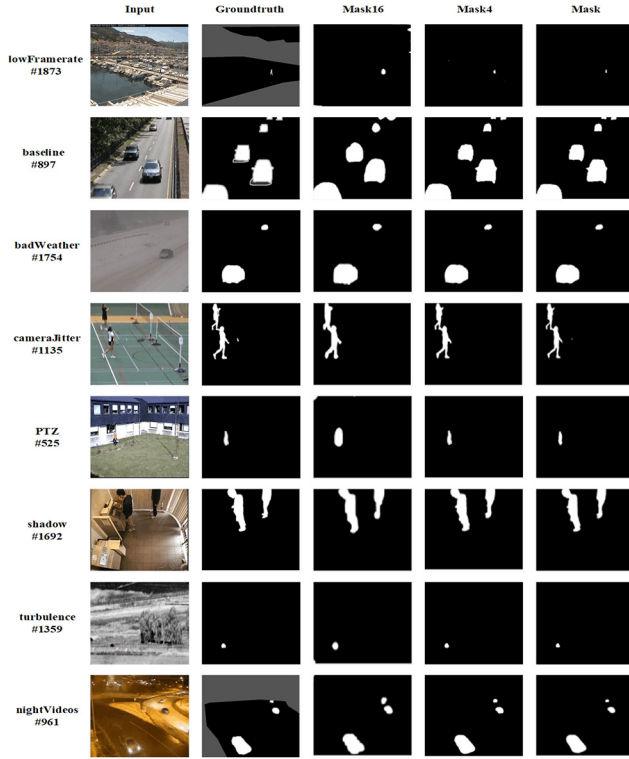 Input Groundtruth Mask16 Mask4 Mask
lowFramerate
#1873
baseline
#897
badWeather
#1754
cameraJitter
#1135
PTZ
#525
shadow
#1692
turbulence
#1359
nightVideos
#961